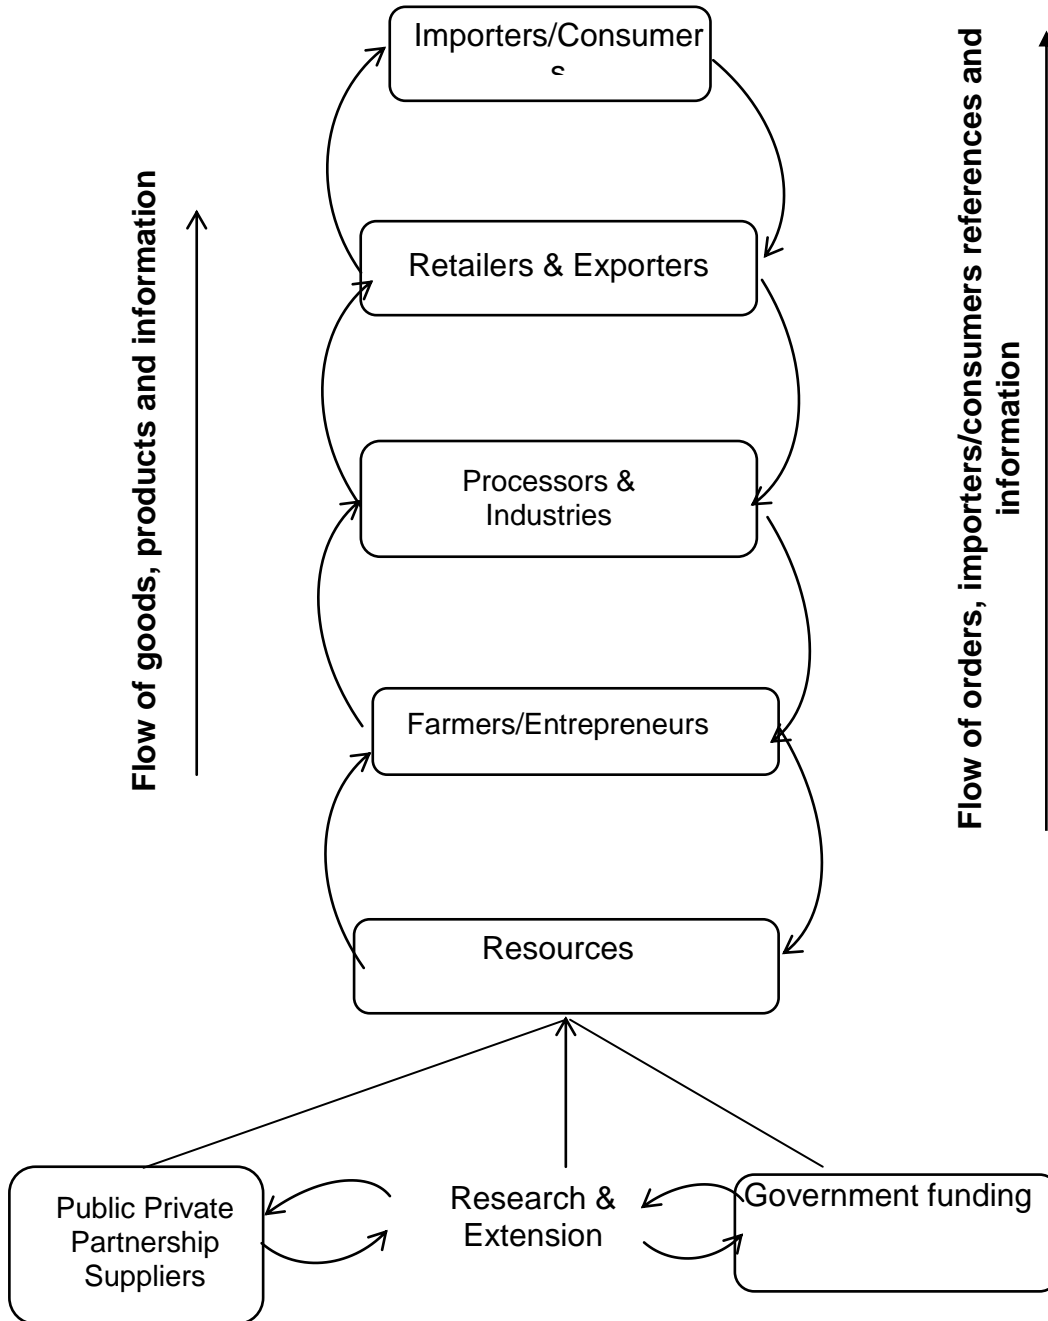 Importers/Consumer
s
Flow of goods, products and information
Flow of orders, importers/consumers references and
information
Retailers & Exporters
Processors &
Industries
Farmers/Entrepreneurs
Resources
Public Private
Partnership
Suppliers
Research &
Extension
Government funding